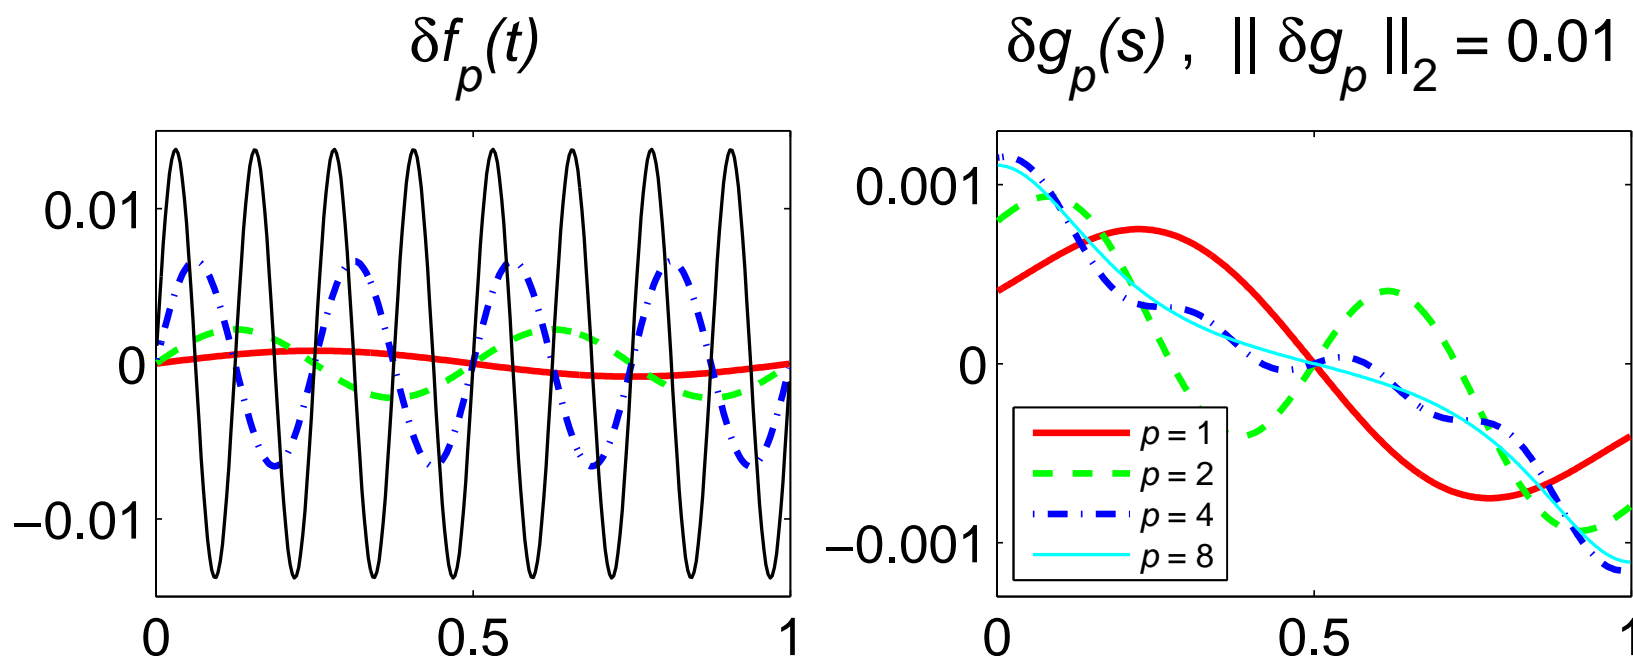 δf_p(t)
0.01
0
−0.01
0 0.5 1
δg_p(s) , || δg_p ||_2 = 0.01
0.001
0
−0.001
p = 1
p = 2
p = 4
p = 8
0 0.5 1